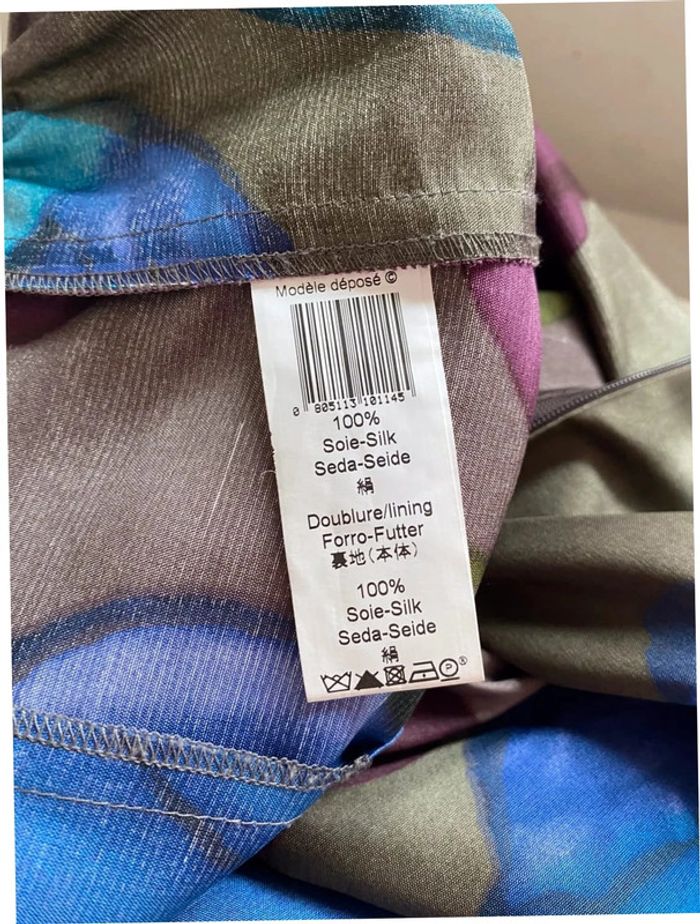 Modèle déposé ©
0 805113 101145
100%
Soie-Silk
Seda-Seide
絹
Doublure/lining
Forro-Futter
裏地(本体)
100%
Soie-Silk
Seda-Seide
絹
P ®